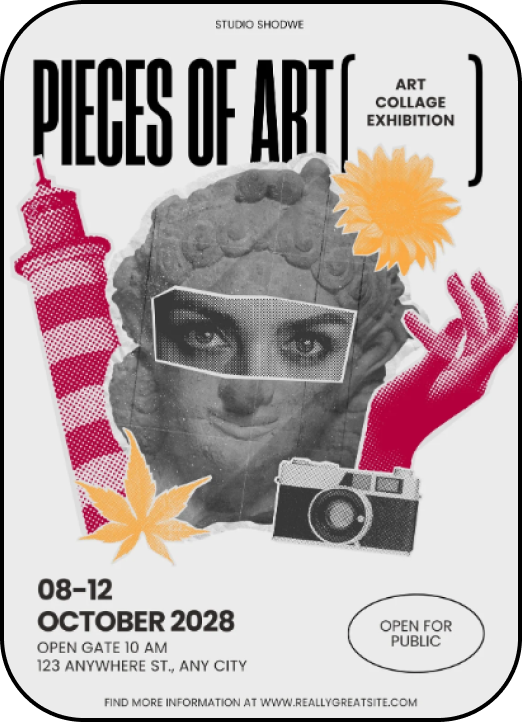 STUDIO SHODWE
PIECES OF ART
ART
COLLAGE
EXHIBITION
08-12
OCTOBER 2028
OPEN GATE 10 AM
123 ANYWHERE ST., ANY CITY
OPEN FOR
PUBLIC
FIND MORE INFORMATION AT WWW.REALLYGREATSITE.COM